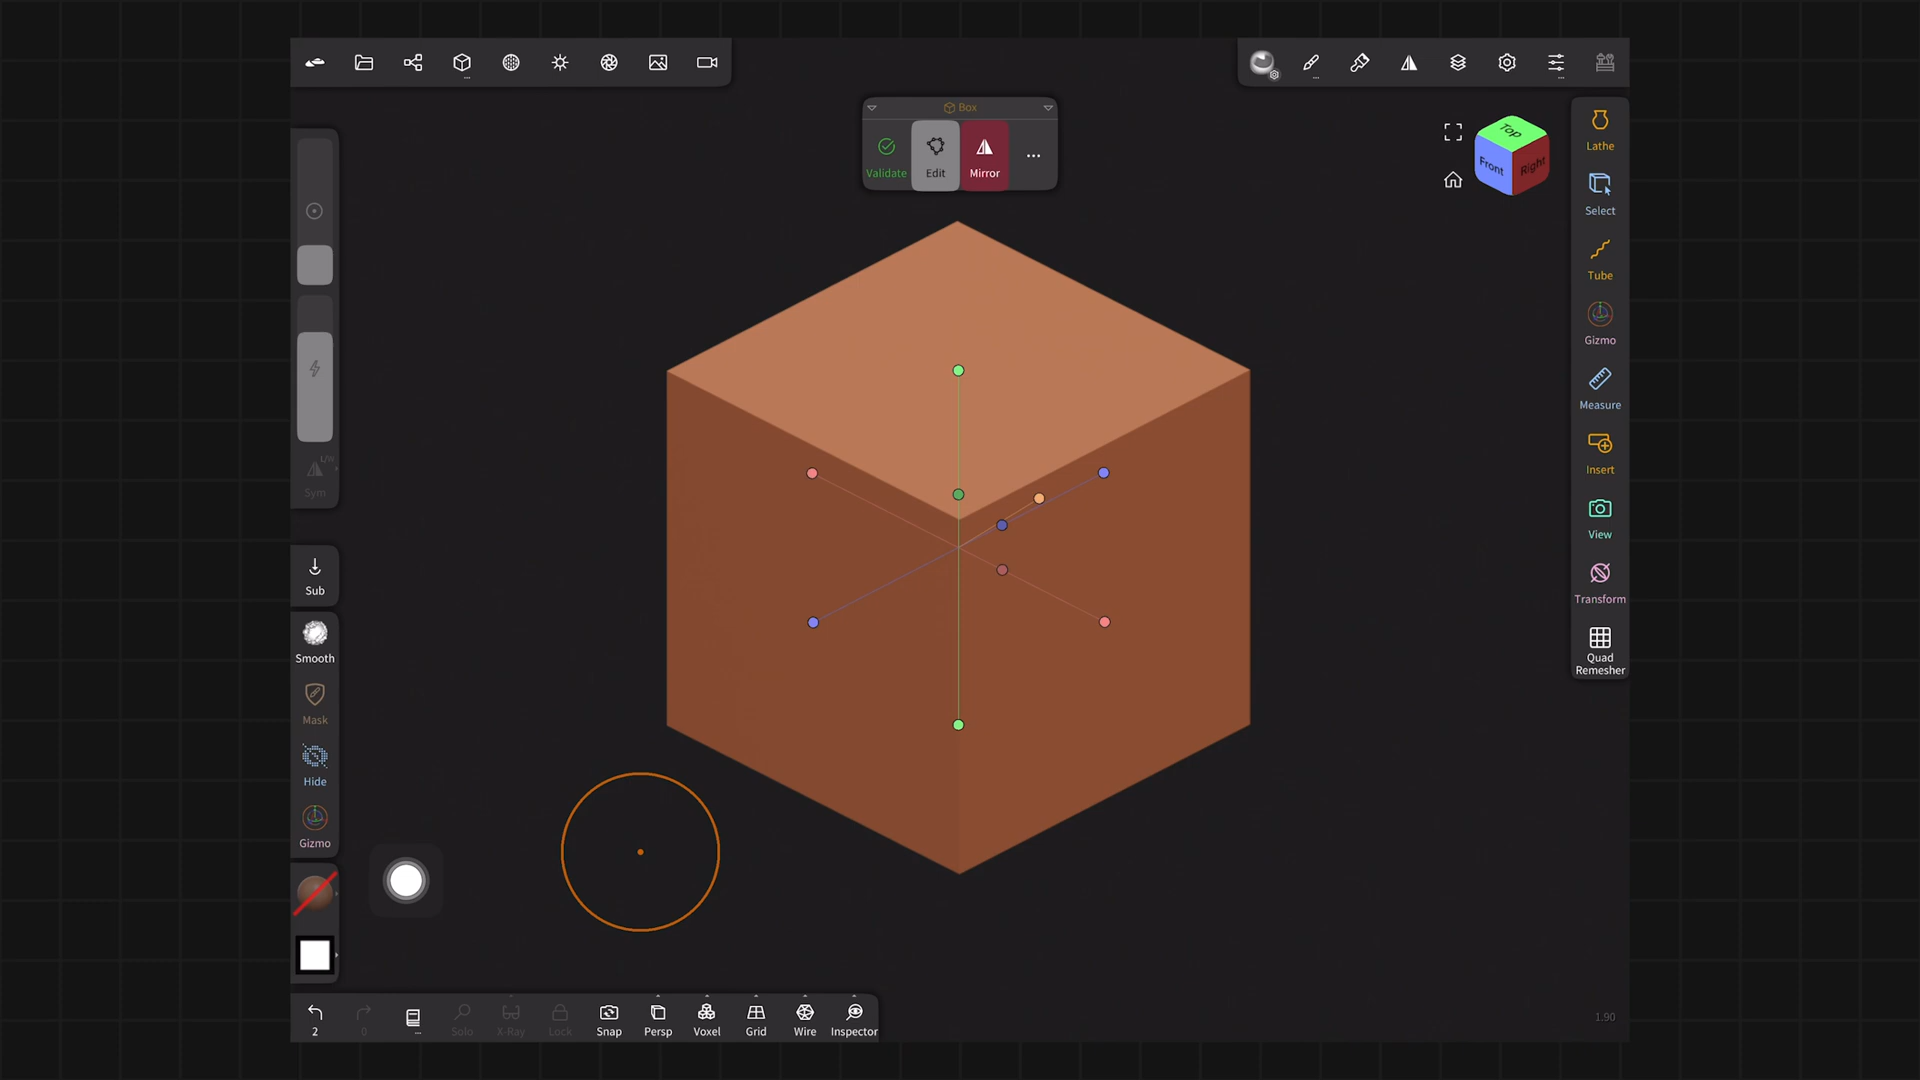 Box
Validate
Edit
Mirror
...
Top
Front
Right
Lathe
Select
Tube
Gizmo
Measure
Insert
View
Transform
Quad
Remesher
L/W
Sym
Sub
Smooth
Mask
Hide
Gizmo
2
0
Solo
X-Ray
Lock
Snap
Persp
Voxel
Grid
Wire
Inspector
1.90